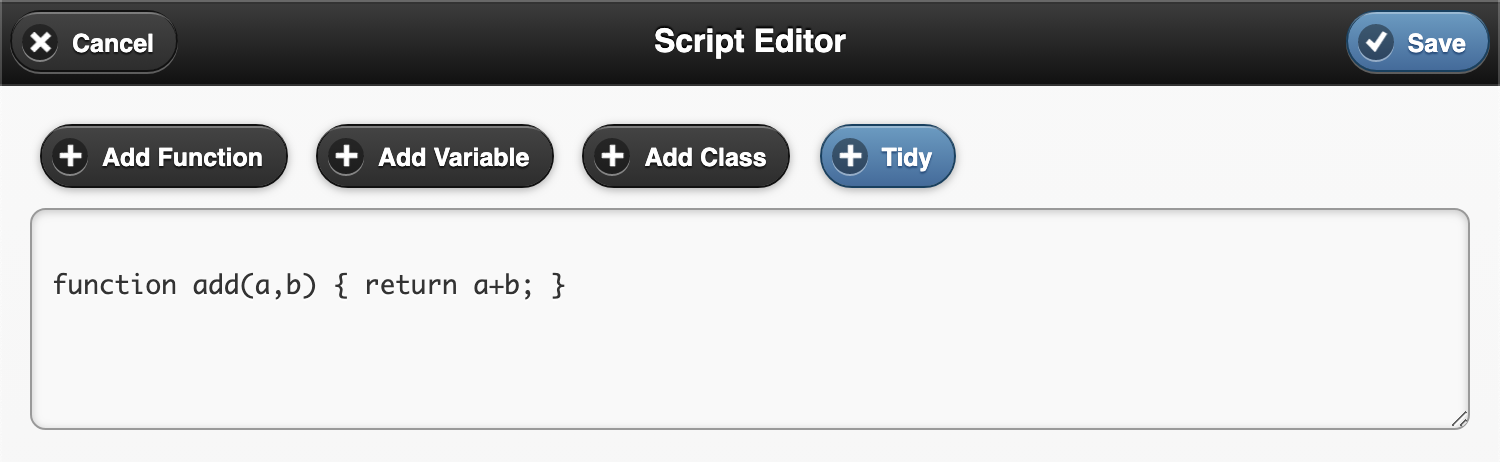 Cancel Script Editor Save
Add Function Add Variable Add Class Tidy
function add(a,b) { return a+b; }